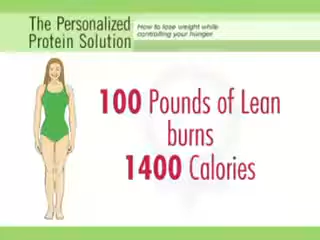 The Personalized
Protein Solution
How to lose weight while
controlling your hunger
100 Pounds of Lean
burns
1400 Calories